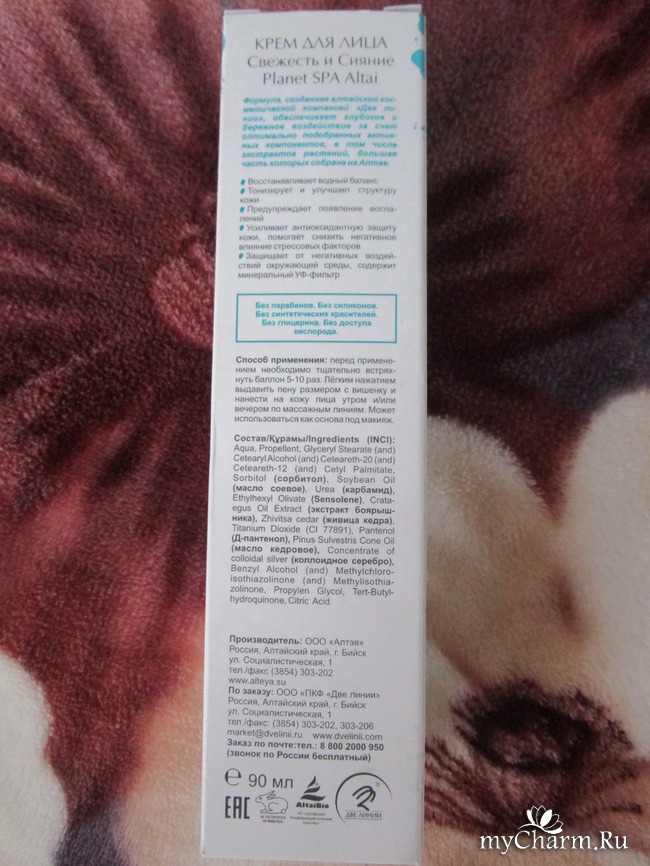 КРЕМ ДЛЯ ЛИЦА
Свежесть и Сияние
Planet SPA Altai
Формула, созданная алтайской кос-
метической компанией «Две ли-
нии», обеспечивает глубокое и
бережное воздействие за счет
оптимально подобранных актив-
ных компонентов, в том числе
экстрактов растений, большая
часть которых собрана на Алтае.
Восстанавливает водный баланс
Тонизирует и улучшает структуру
кожи
Предупреждает появление воспа-
лений
Усиливает антиоксидантную защиту
кожи, помогает снизить негативное
влияние стрессовых факторов
Защищает от негативных воздей-
ствий окружающей среды, содержит
минеральный УФ-фильтр
Без парабенов. Без силиконов.
Без синтетических красителей.
Без глицерина. Без доступа
кислорода.
Способ применения: перед примене-
нием необходимо тщательно встрях-
нуть баллон 5-10 раз. Лёгким нажатием
выдавить пену размером с вишенку и
нанести на кожу лица утром и/или
вечером по массажным линиям. Может
использоваться как основа под макияж.
Состав/Құрамы/Ingredients (INCI):
Aqua, Propellent, Glyceryl Stearate (and)
Cetearyl Alcohol (and) Ceteareth-20 (and)
Ceteareth-12 (and) Cetyl Palmitate,
Sorbitol (сорбитол), Soybean Oil
(масло соевое), Urea (карбамид),
Ethylhexyl Olivate (Sensolene), Crata-
egus Oil Extract (экстракт боярыш-
ника), Zhivitsa cedar (живица кедра),
Titanium Dioxide (CI 77891), Pantenol
(Д-пантенол), Pinus Sulvestris Cone Oil
(масло кедровое), Concentrate of
colloidal silver (коллоидное серебро),
Benzyl Alcohol (and) Methylchloro-
isothiazolinone (and) Methylisothia-
zolinone, Propylen Glycol, Tert-Butyl-
hydroquinone, Citric Acid.
Производитель: ООО «Алтэя»
Россия, Алтайский край, г. Бийск
ул. Социалистическая, 1
тел./факс (3854) 303-202
www.alteya.su
По заказу: ООО «ПКФ «Две линии»
Россия, Алтайский край, г. Бийск
ул. Социалистическая, 1
тел./факс: (3854) 303-202, 303-206
market@dvelinii www.dvelinii.com
Заказ по почте:тел.: 8 800 2000 950
(звонок по России бесплатный)
℮ 90 мл
EAC
AltaiBio
ДВЕ ЛИНИИ
myCharm.Ru